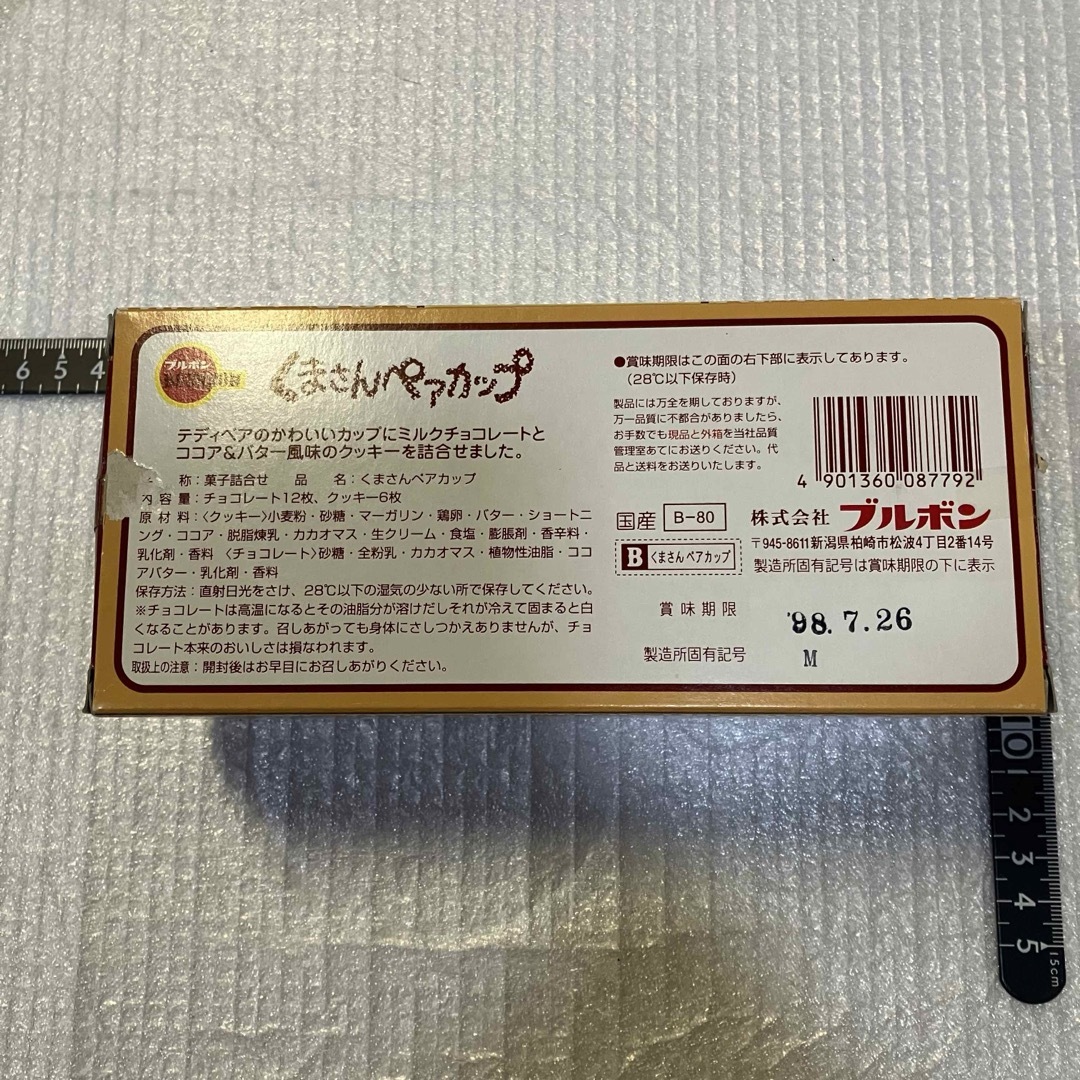 ブルボン
BOURBON
くまさんペアカップ
テディベアのかわいいカップにミルクチョコレートと
ココア&バター風味のクッキーを詰合せました。
称:菓子詰合せ 品 名:くまさんペアカップ
内 容 量:チョコレート12枚、クッキー6枚
原 材 料:〈クッキー〉小麦粉・砂糖・マーガリン・鶏卵・バター・ショートニ
ング・ココア・脱脂煉乳・カカオマス・生クリーム・食塩・膨脹剤・香辛料・
乳化剤・香料〈チョコレート〉砂糖・全粉乳・カカオマス・植物性油脂・ココ
アバター・乳化剤・香料
保存方法:直射日光をさけ、28℃以下の湿気の少ない所で保存してください。
※チョコレートは高温になるとその油脂分が溶けだしそれが冷えて固まると白
くなることがあります。召しあがっても身体にさしつかえありませんが、チョ
コレート本来のおいしさは損なわれます。
取扱上の注意:開封後はお早目にお召しあがりください。
●賞味期限はこの面の右下部に表示してあります。
(28℃以下保存時)
製品には万全を期しておりますが、
万一品質に不都合がありましたら、
お手数でも現品と外箱を当社品質
管理室あてにお送りください。代
品と送料をお送りいたします。
4 901360 087792
国産 B-80
B くまさんペアカップ
株式会社 ブルボン
〒945-8611新潟県柏崎市松波4丁目2番14号
製造所固有記号は賞味期限の下に表示
賞味期限 '98.7.26
製造所固有記号 M
6 5 4
0 1 2 3 4 5
15cm